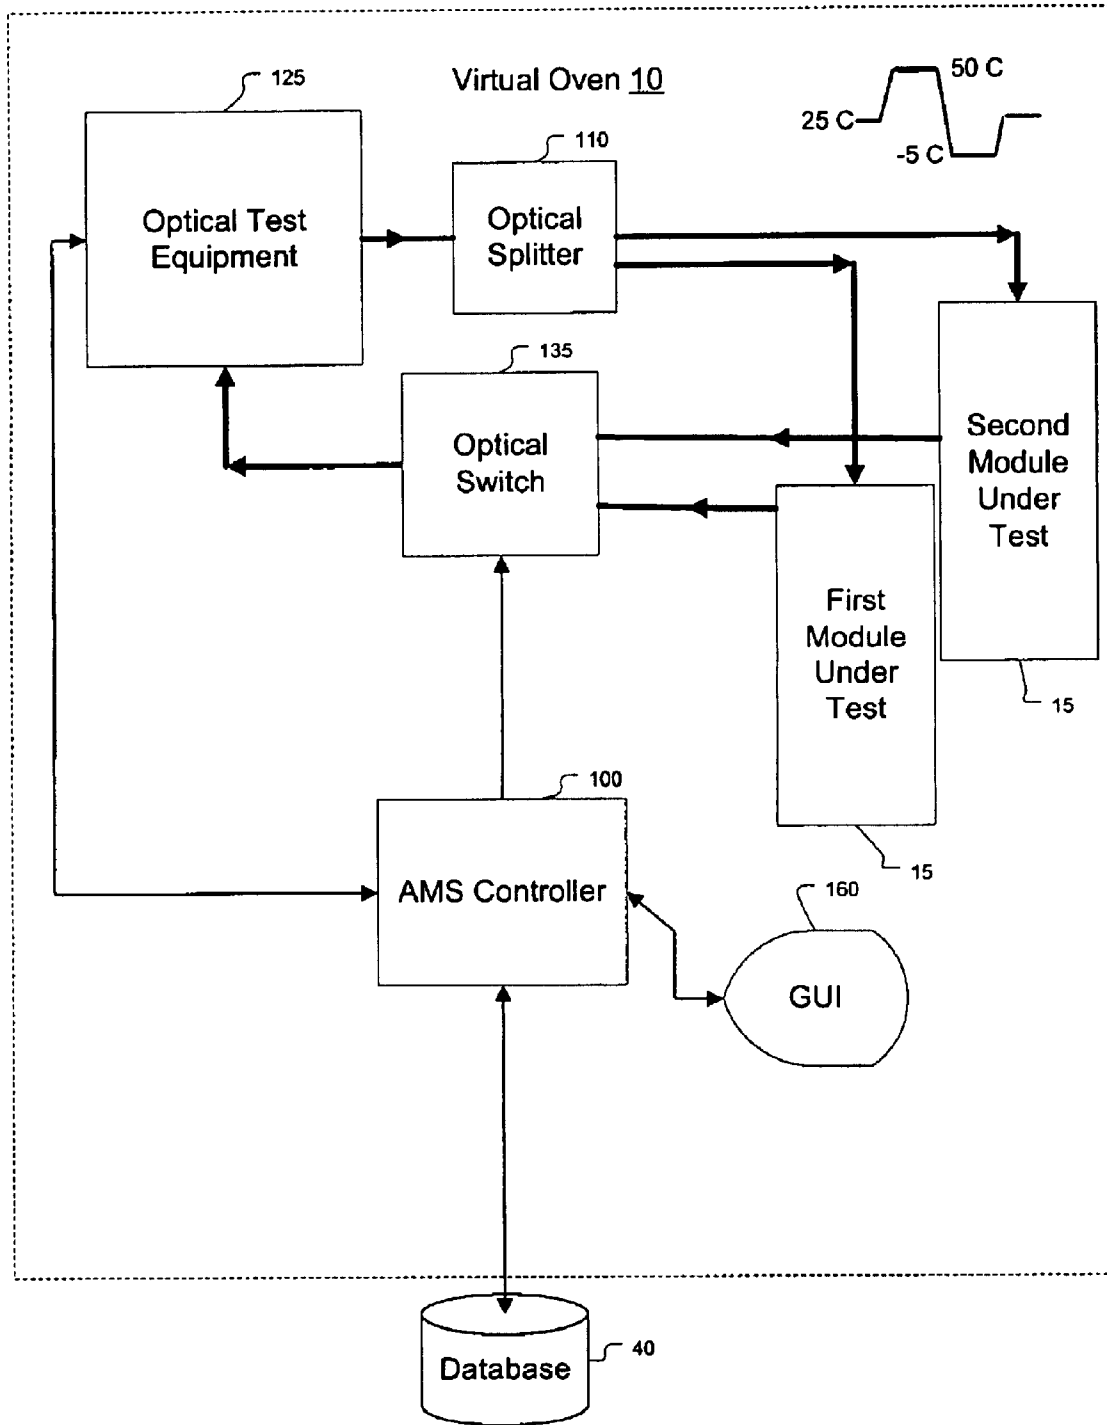 125
Virtual Oven 10
50 C
25 C
-5 C
110
Optical Test
Equipment
Optical
Splitter
135
Optical
Switch
Second
Module
Under
Test
First
Module
Under
Test
15
100
15
AMS Controller
160
GUI
Database
40